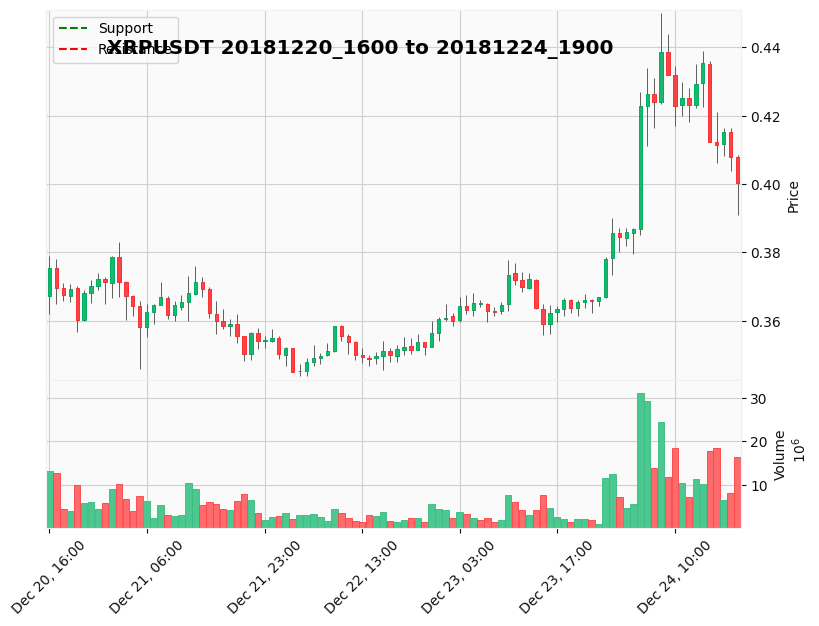 Support
Resistance
XRPUSDT 20181220_1600 to 20181224_1900
0.44
0.42
0.40
0.38
0.36
Price
30
20
10
Volume
10⁶
Dec 20, 16:00
Dec 21, 06:00
Dec 21, 23:00
Dec 22, 13:00
Dec 23, 03:00
Dec 23, 17:00
Dec 24, 10:00